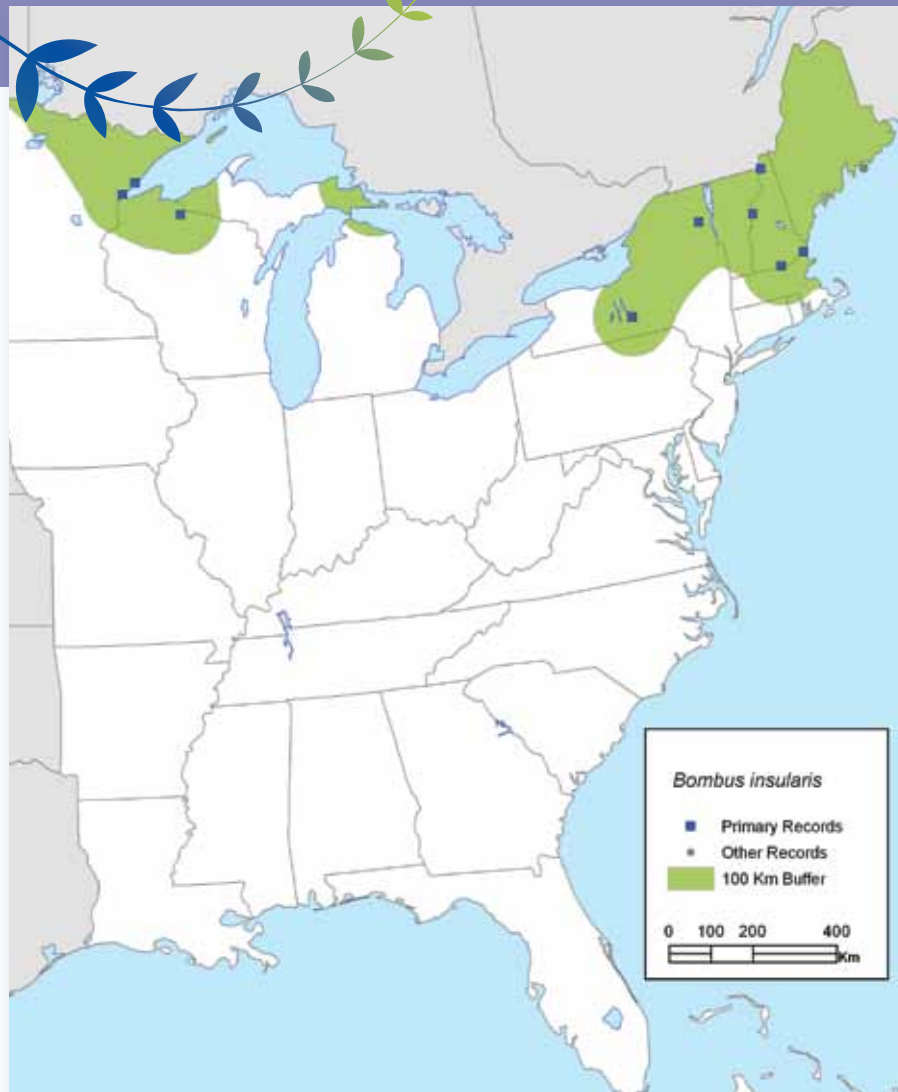 Bombus insularis
Primary Records
Other Records
100 Km Buffer
0 100 200 400
Km